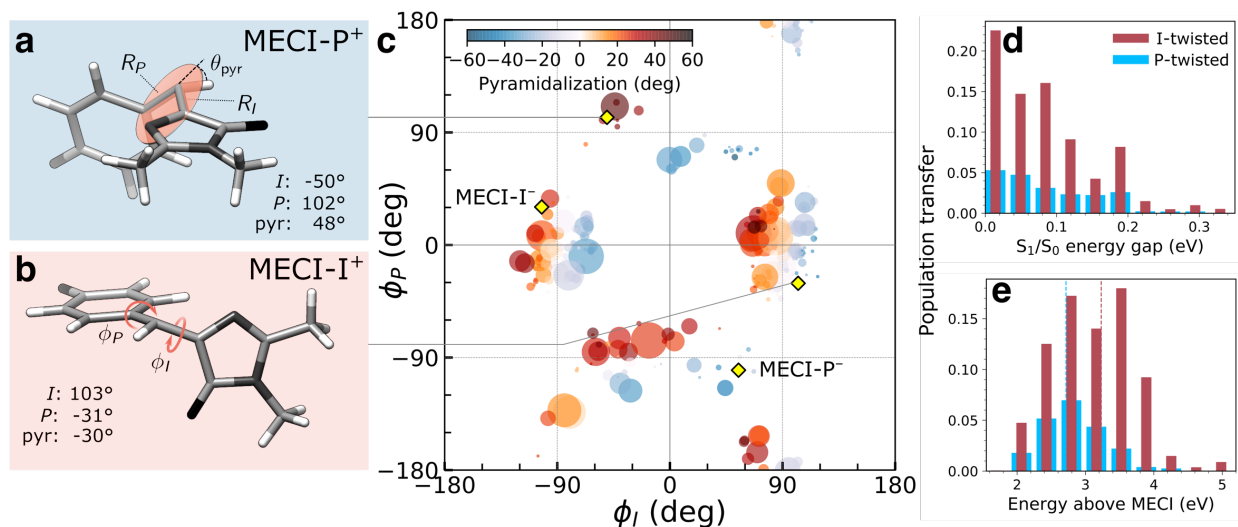 a
MECI-P⁺
R_P
θ_pyr
R_I
I: -50°
P: 102°
pyr: 48°
b
MECI-I⁺
ϕ_P
ϕ_I
I: 103°
P: -31°
pyr: -30°
c
180
90
0
−90
−180
ϕ_P (deg)
−60 −40 −20 0 20 40 60
Pyramidalization (deg)
MECI-I⁻
MECI-P⁻
−180 −90 0 90 180
ϕ_I (deg)
Population transfer
d
I-twisted
P-twisted
0.20
0.15
0.10
0.05
0.00
0.0 0.1 0.2 0.3
S₁/S₀ energy gap (eV)
e
0.15
0.10
0.05
0.00
2 3 4 5
Energy above MECI (eV)